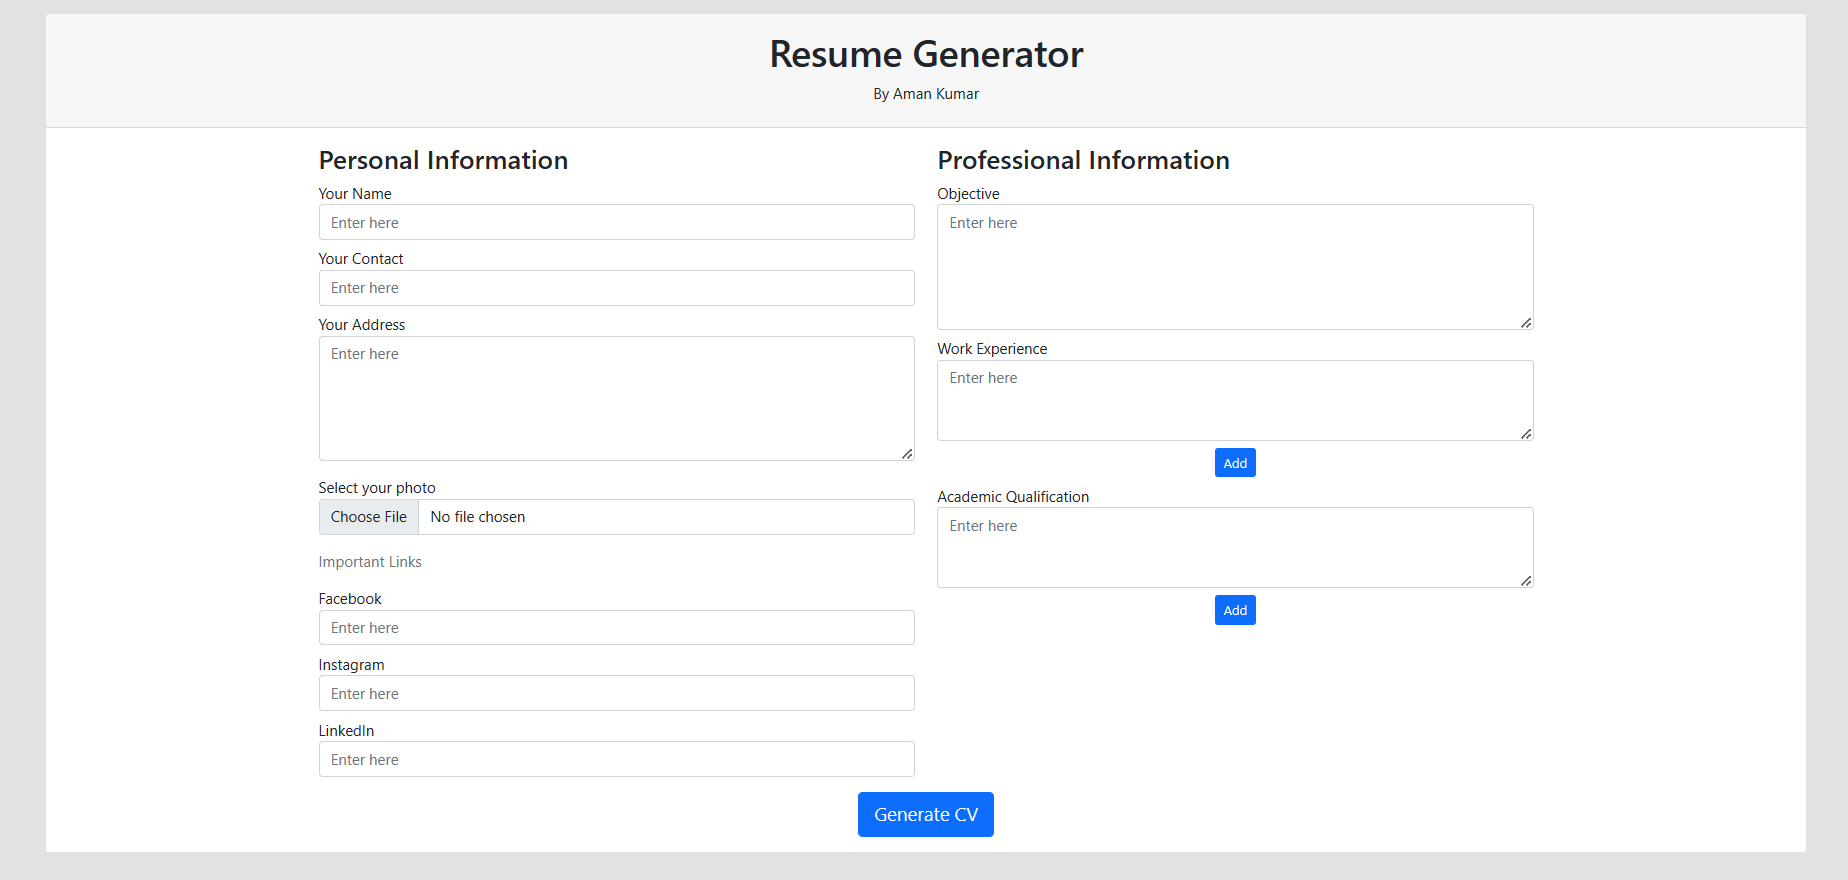 Resume Generator
By Aman Kumar
Personal Information
Your Name
Enter here
Your Contact
Enter here
Your Address
Enter here
Select your photo
Choose File No file chosen
Important Links
Facebook
Enter here
Instagram
Enter here
LinkedIn
Enter here
Professional Information
Objective
Enter here
Work Experience
Enter here
Add
Academic Qualification
Enter here
Add
Generate CV